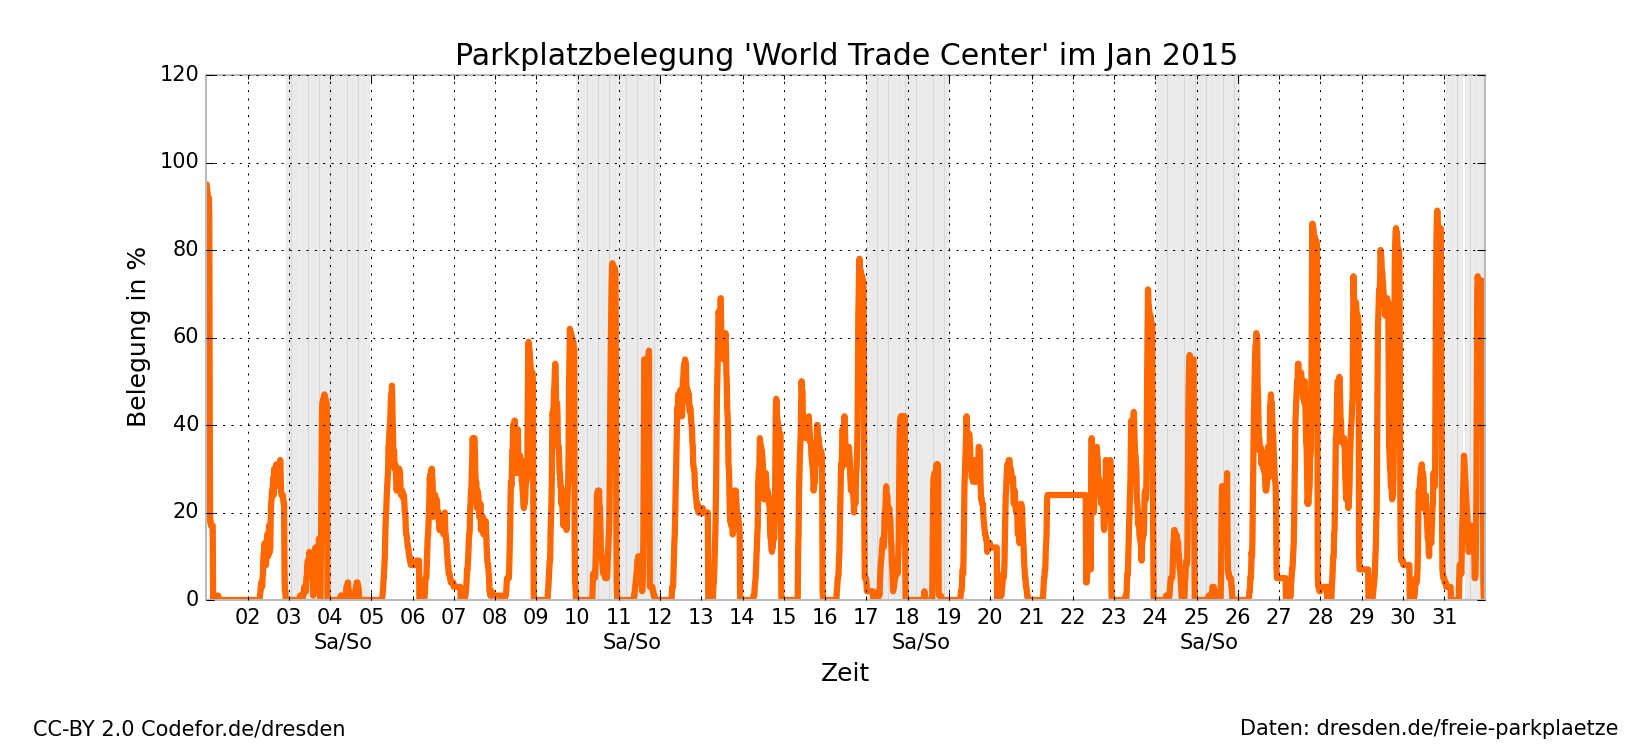 Parkplatzbelegung 'World Trade Center' im Jan 2015
120
100
80
60
40
20
0
Belegung in %
02 03 04 05 06 07 08 09 10 11 12 13 14 15 16 17 18 19 20 21 22 23 24 25 26 27 28 29 30 31
Sa/So Sa/So Sa/So Sa/So
Zeit
CC-BY 2.0 Codefor.de/dresden
Daten: dresden.de/freie-parkplaetze